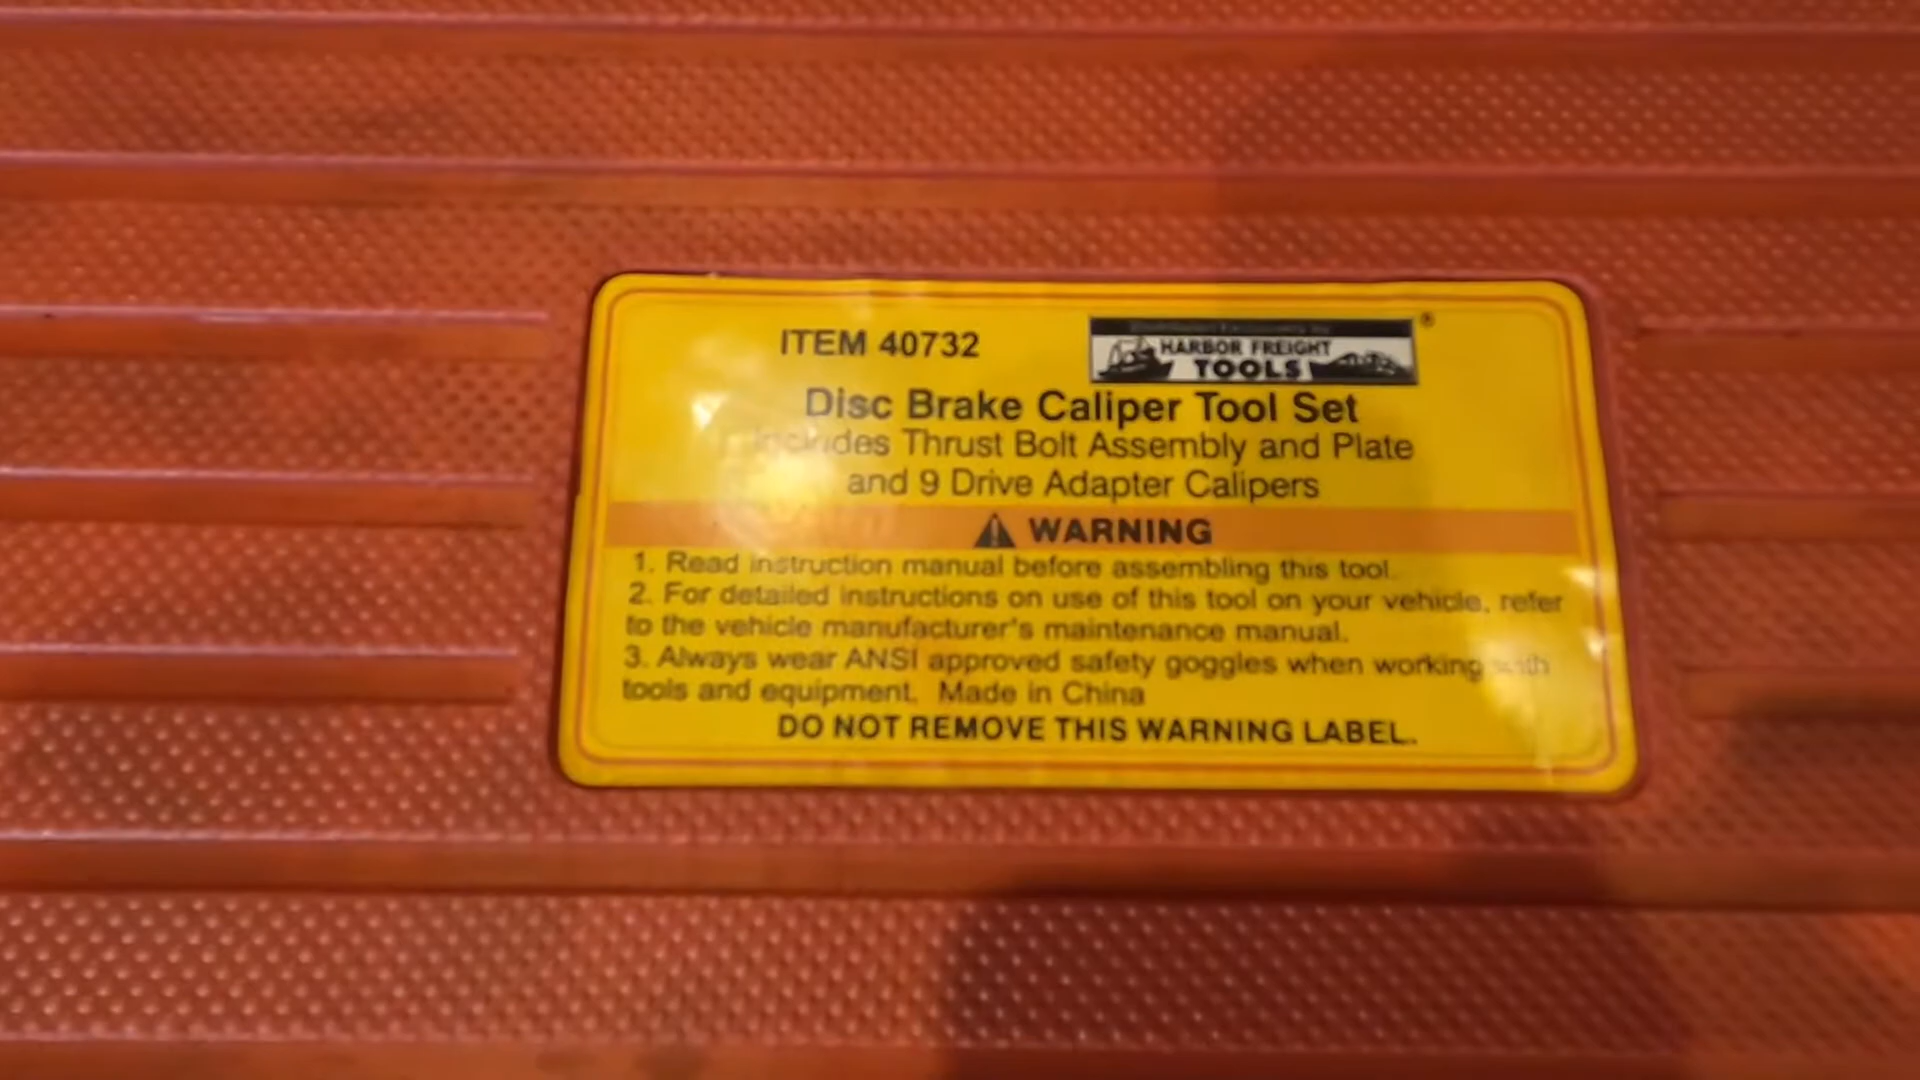 ITEM 40732
HARBOR FREIGHT
TOOLS
®
Disc Brake Caliper Tool Set
Includes Thrust Bolt Assembly and Plate
and 9 Drive Adapter Calipers
WARNING
1. Read instruction manual before assembling this tool.
2. For detailed instructions on use of this tool on your vehicle, refer
to the vehicle manufacturer's maintenance manual.
3. Always wear ANSI approved safety goggles when working with
tools and equipment. Made in China
DO NOT REMOVE THIS WARNING LABEL.